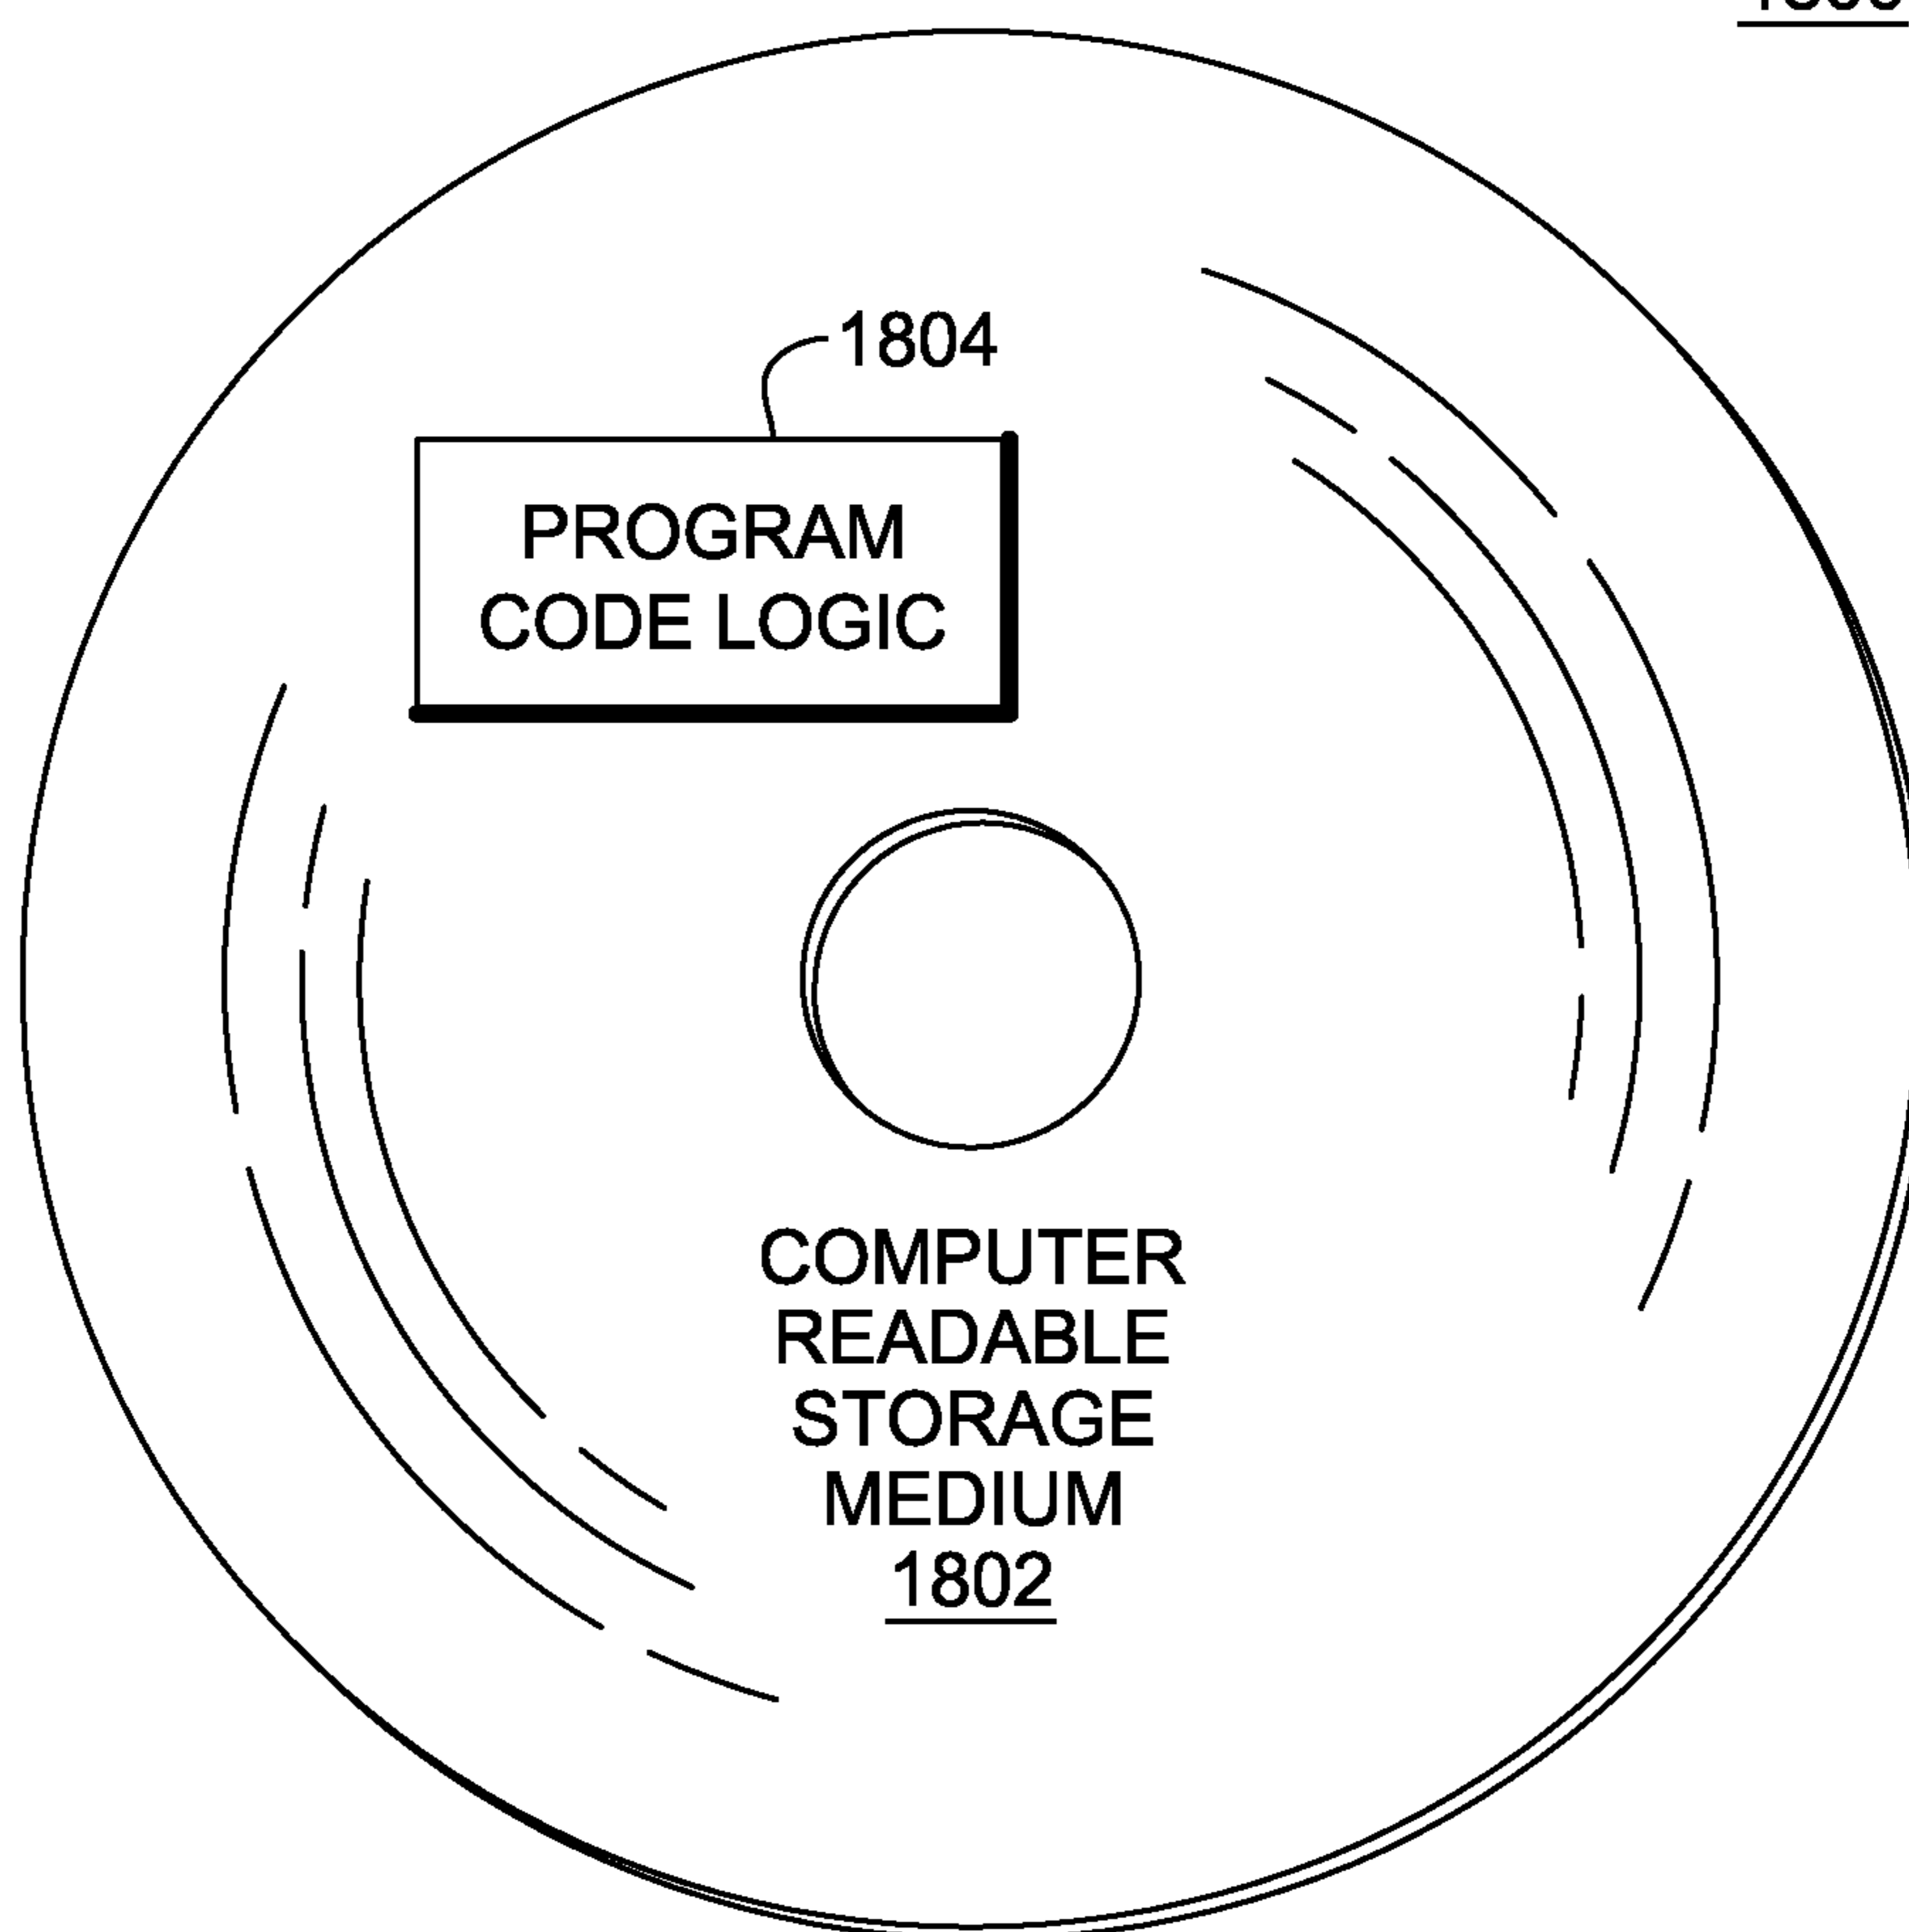 1804
PROGRAM
CODE LOGIC
COMPUTER
READABLE
STORAGE
MEDIUM
1802